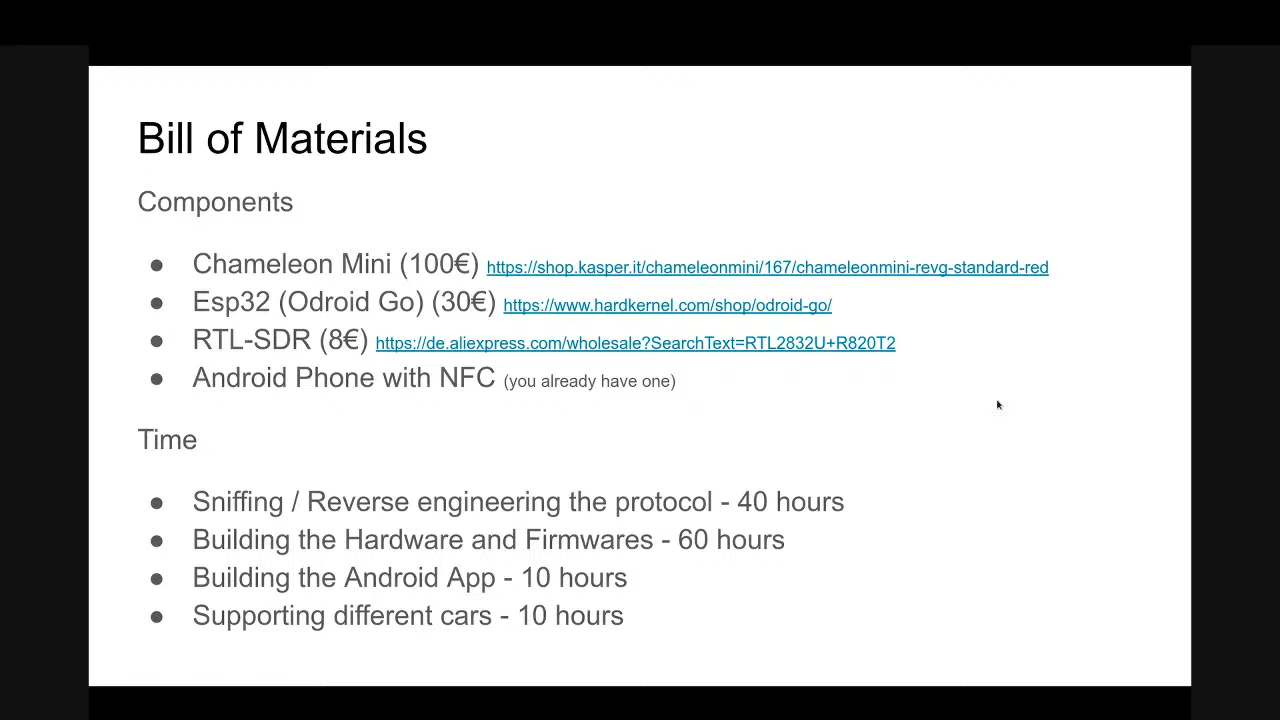 Bill of Materials
Components
● Chameleon Mini (100€) https://shop.kasper.it/chameleonmini/167/chameleonmini-revg-standard-red
● Esp32 (Odroid Go) (30€) https://www.hardkernel.com/shop/odroid-go/
● RTL-SDR (8€) https://de.aliexpress.com/wholesale?SearchText=RTL2832U+R820T2
● Android Phone with NFC (you already have one)
Time
● Sniffing / Reverse engineering the protocol - 40 hours
● Building the Hardware and Firmwares - 60 hours
● Building the Android App - 10 hours
● Supporting different cars - 10 hours